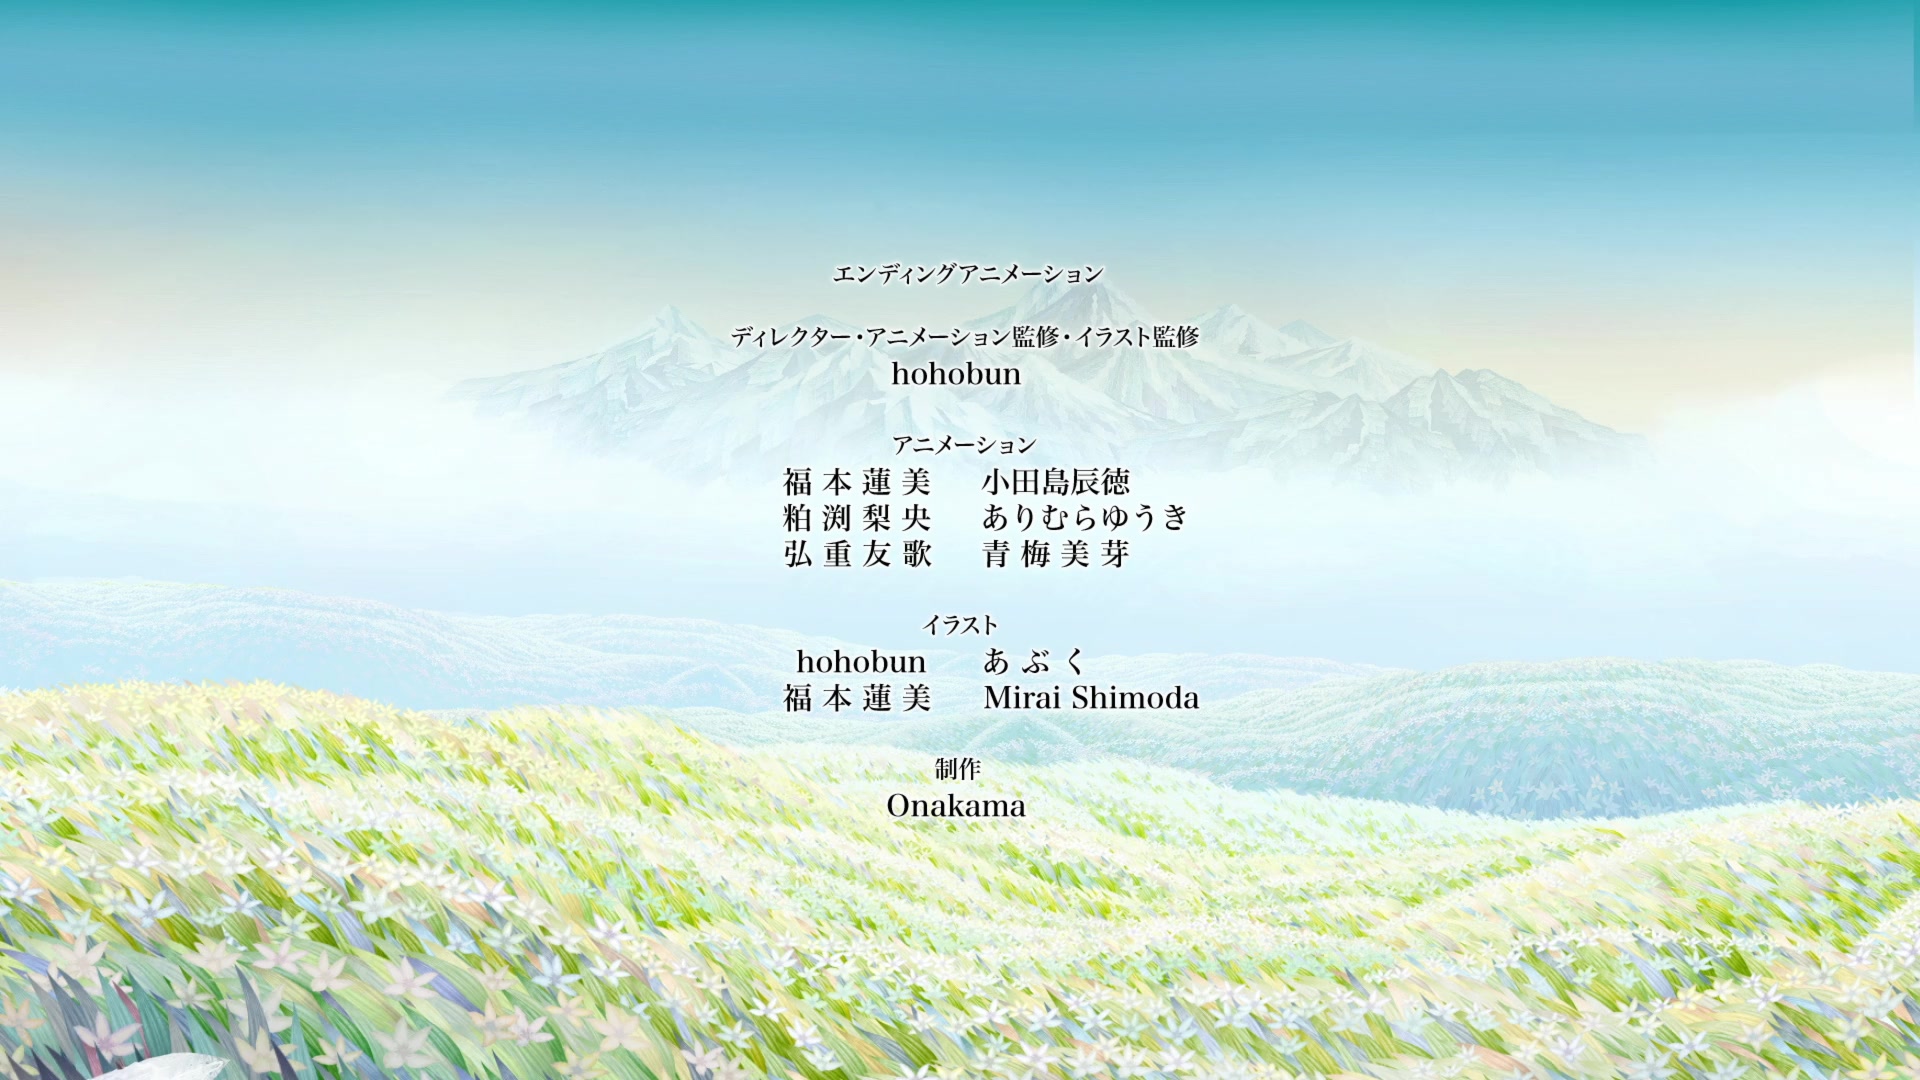 エンディングアニメーション
ディレクター・アニメーション監修・イラスト監修
hohobun
アニメーション
福本蓮美 小田島辰徳
粕渕梨央 ありむらゆうき
弘重友歌 青梅美芽
イラスト
hohobun あぶく
福本蓮美 Mirai Shimoda
制作
Onakama